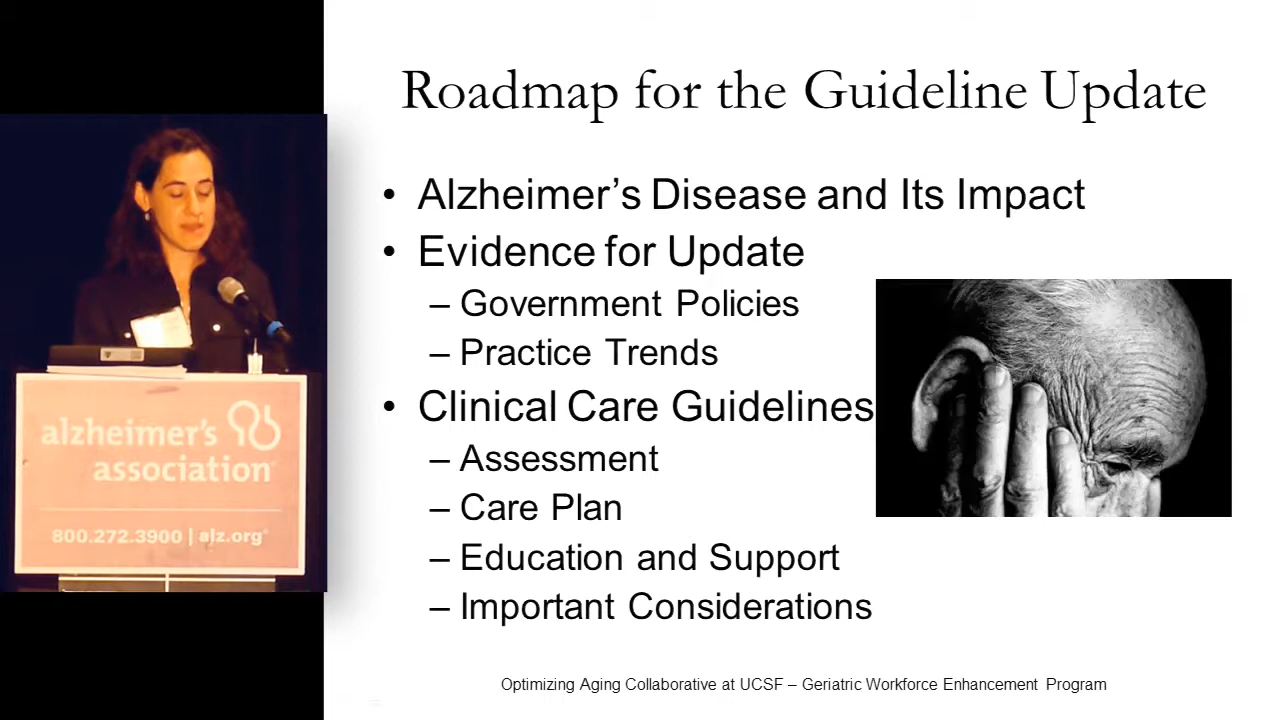 Roadmap for the Guideline Update
• Alzheimer’s Disease and Its Impact
• Evidence for Update
– Government Policies
– Practice Trends
• Clinical Care Guidelines
– Assessment
– Care Plan
– Education and Support
– Important Considerations
Optimizing Aging Collaborative at UCSF – Geriatric Workforce Enhancement Program
alzheimer's
association®
800.272.3900 | alz.org®